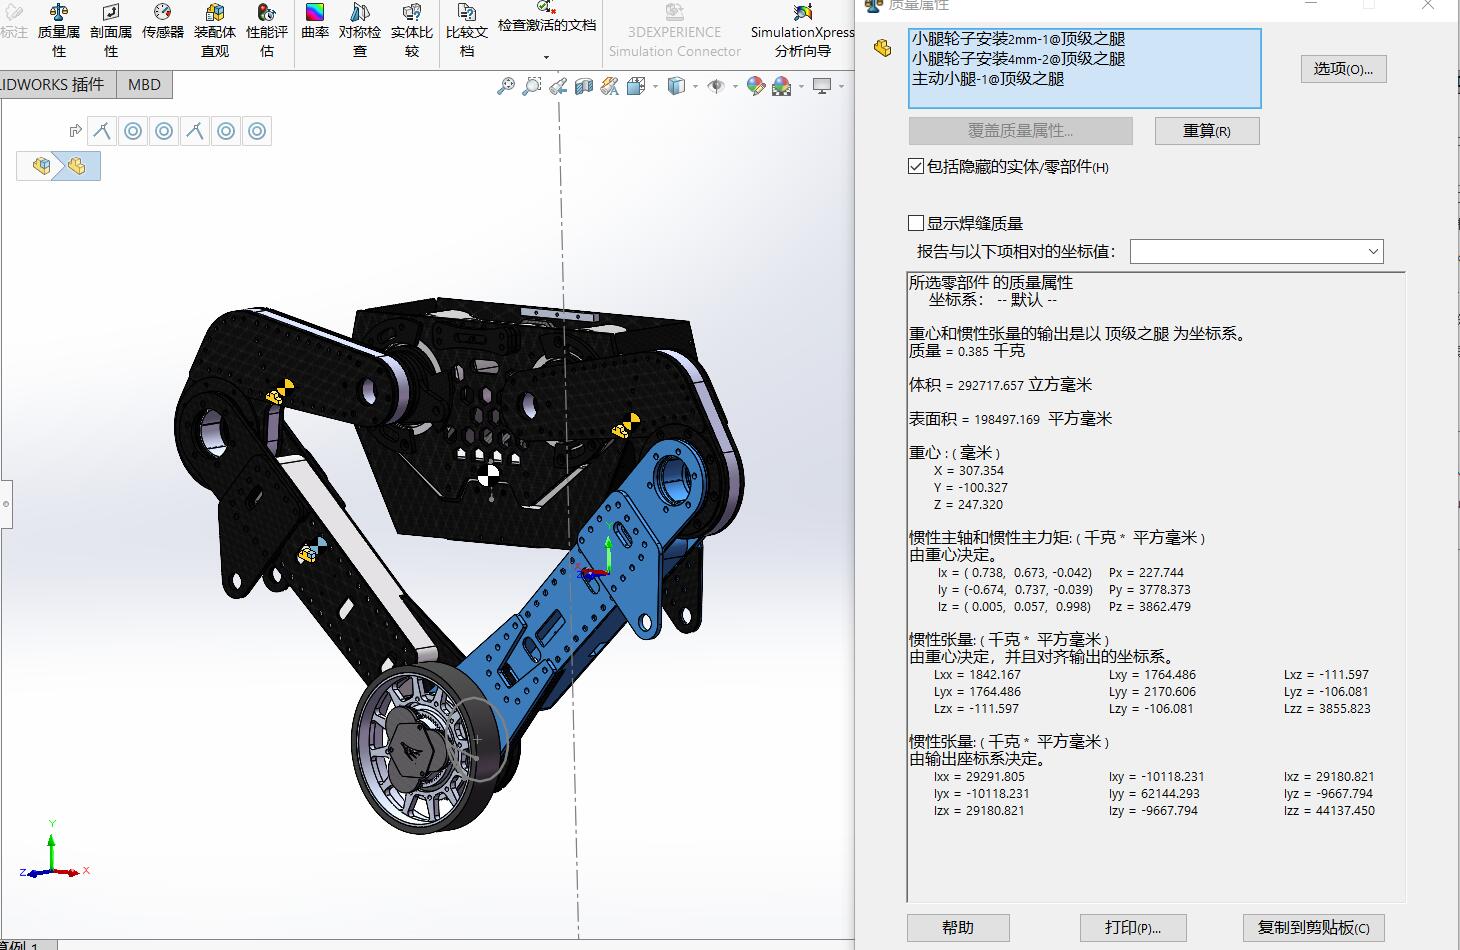 标注
质量属性
剖面属性
传感器
装配体直观
性能评估
曲率
对称检查
实体比较
比较文档
检查激活的文档
3DEXPERIENCE
Simulation Connector
SimulationXpress
分析向导
LIDWORKS 插件
MBD
质量属性
小腿轮子安装2mm-1@顶级之腿
小腿轮子安装4mm-2@顶级之腿
主动小腿-1@顶级之腿
选项(O)...
覆盖质量属性...
重算(R)
包括隐藏的实体/零部件(H)
显示焊缝质量
报告与以下项相对的坐标值：
所选零部件 的质量属性
坐标系： -- 默认 --
重心和惯性张量的输出是以 顶级之腿 为坐标系。
质量 = 0.385 千克
体积 = 292717.657 立方毫米
表面积 = 198497.169 平方毫米
重心 : ( 毫米 )
X = 307.354
Y = -100.327
Z = 247.320
惯性主轴和惯性主力矩: ( 千克 * 平方毫米 )
由重心决定。
Ix = ( 0.738, 0.673, -0.042) Px = 227.744
Iy = (-0.674, 0.737, -0.039) Py = 3778.373
Iz = ( 0.005, 0.057, 0.998) Pz = 3862.479
惯性张量: ( 千克 * 平方毫米 )
由重心决定，并且对齐输出的坐标系。
Lxx = 1842.167 Lxy = 1764.486 Lxz = -111.597
Lyx = 1764.486 Lyy = 2170.606 Lyz = -106.081
Lzx = -111.597 Lzy = -106.081 Lzz = 3855.823
惯性张量: ( 千克 * 平方毫米 )
由输出座标系决定。
Ixx = 29291.805 Ixy = -10118.231 Ixz = 29180.821
Iyx = -10118.231 Iyy = 62144.293 Iyz = -9667.794
Izx = 29180.821 Izy = -9667.794 Izz = 44137.450
帮助
打印(P)...
复制到剪贴板(C)
Y
Z
X